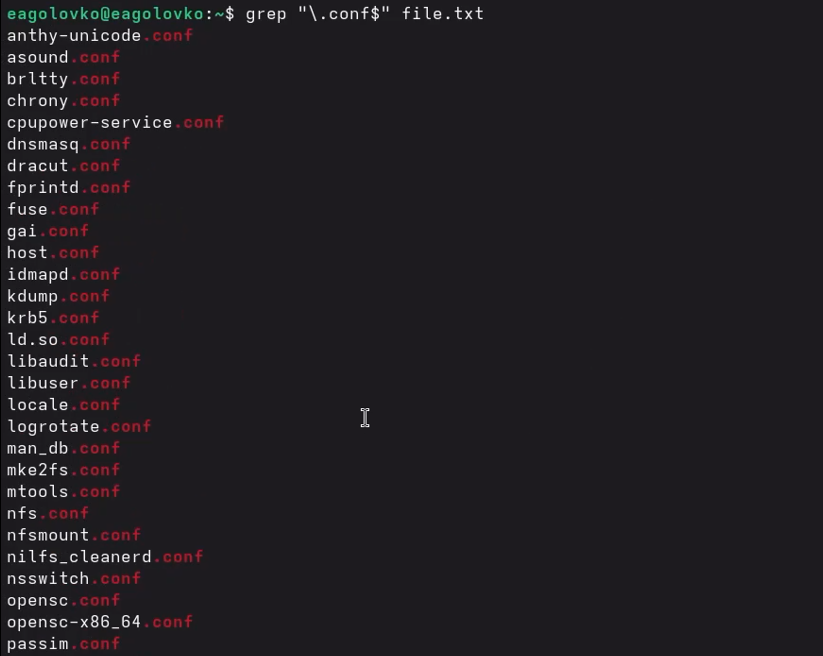 eagolovko@eagolovko:~$ grep "\.conf$" file.txt
anthy-unicode.conf
asound.conf
brltty.conf
chrony.conf
cpupower-service.conf
dnsmasq.conf
dracut.conf
fprintd.conf
fuse.conf
gai.conf
host.conf
idmapd.conf
kdump.conf
krb5.conf
ld.so.conf
libaudit.conf
libuser.conf
locale.conf
logrotate.conf
man_db.conf
mke2fs.conf
mtools.conf
nfs.conf
nfsmount.conf
nilfs_cleanerd.conf
nsswitch.conf
opensc.conf
opensc-x86_64.conf
passim.conf